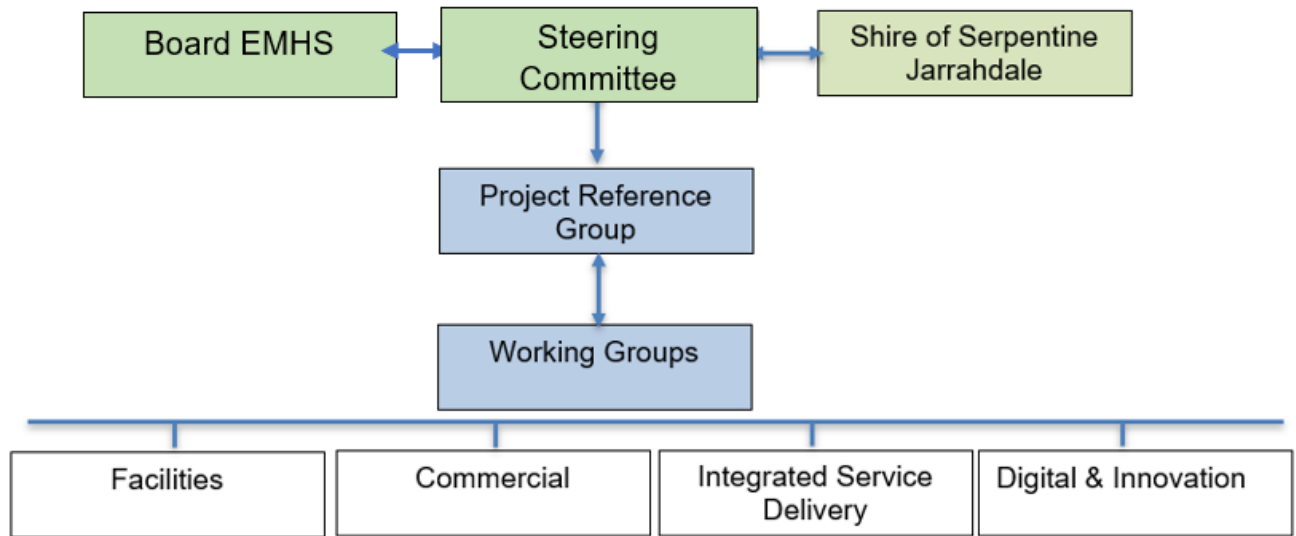 Board EMHS
Steering
Committee
Shire of Serpentine
Jarrahdale
Project Reference
Group
Working Groups
Facilities
Commercial
Integrated Service
Delivery
Digital & Innovation